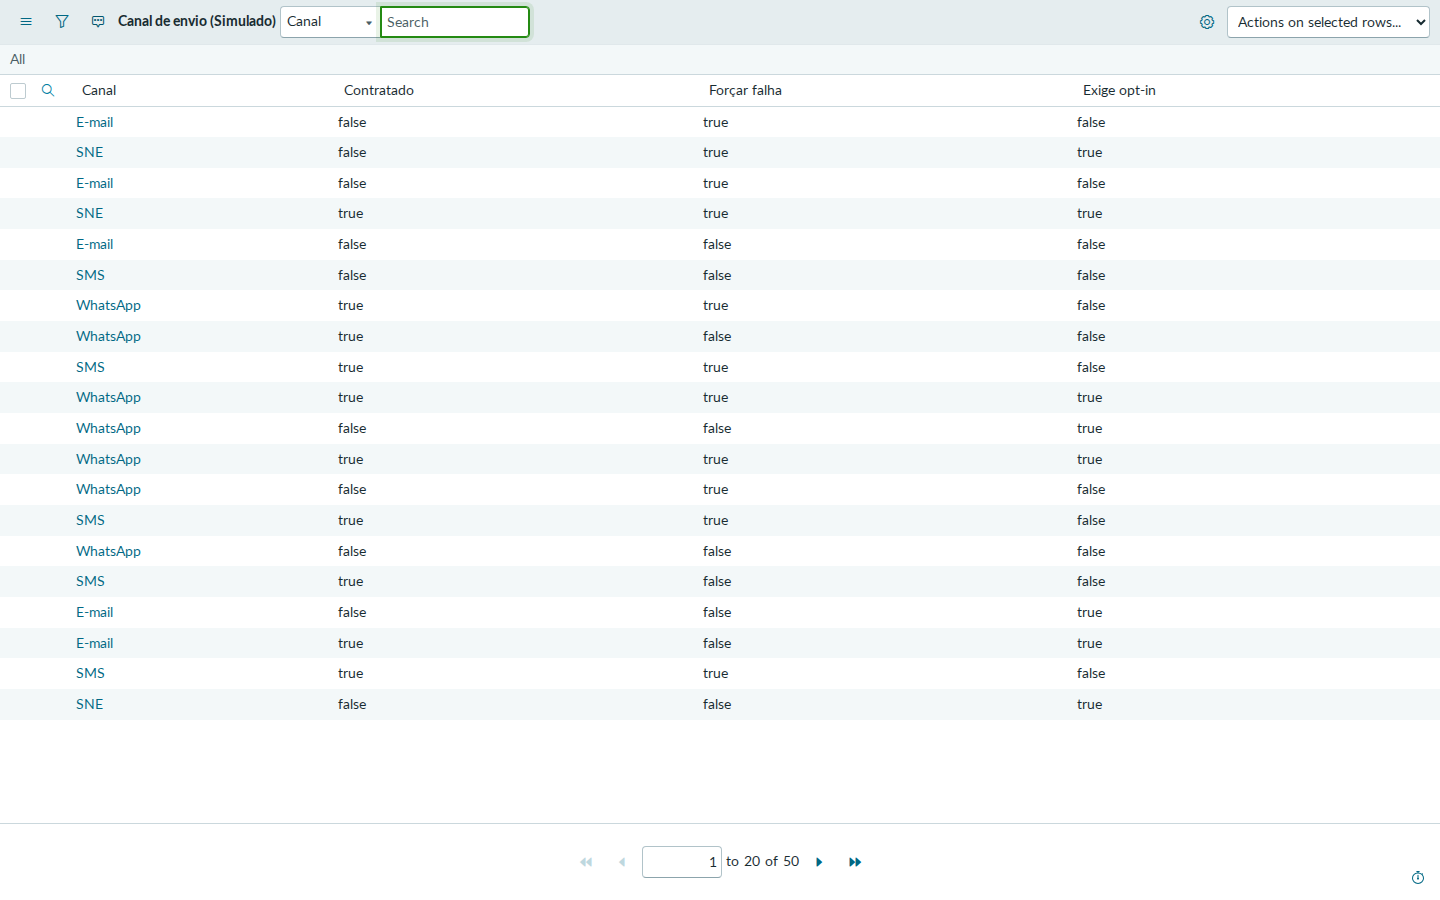 Canal de envio (Simulado) Canal Search Actions on selected rows...
All
Canal Contratado Forçar falha Exige opt-in
E-mail false true false
SNE false true true
E-mail false true false
SNE true true true
E-mail false false false
SMS false false false
WhatsApp true true false
WhatsApp true false false
SMS true true false
WhatsApp true true true
WhatsApp false false true
WhatsApp true true true
WhatsApp false true false
SMS true true false
WhatsApp false false false
SMS true false false
E-mail false false true
E-mail true false true
SMS true true false
SNE false false true
1 to 20 of 50